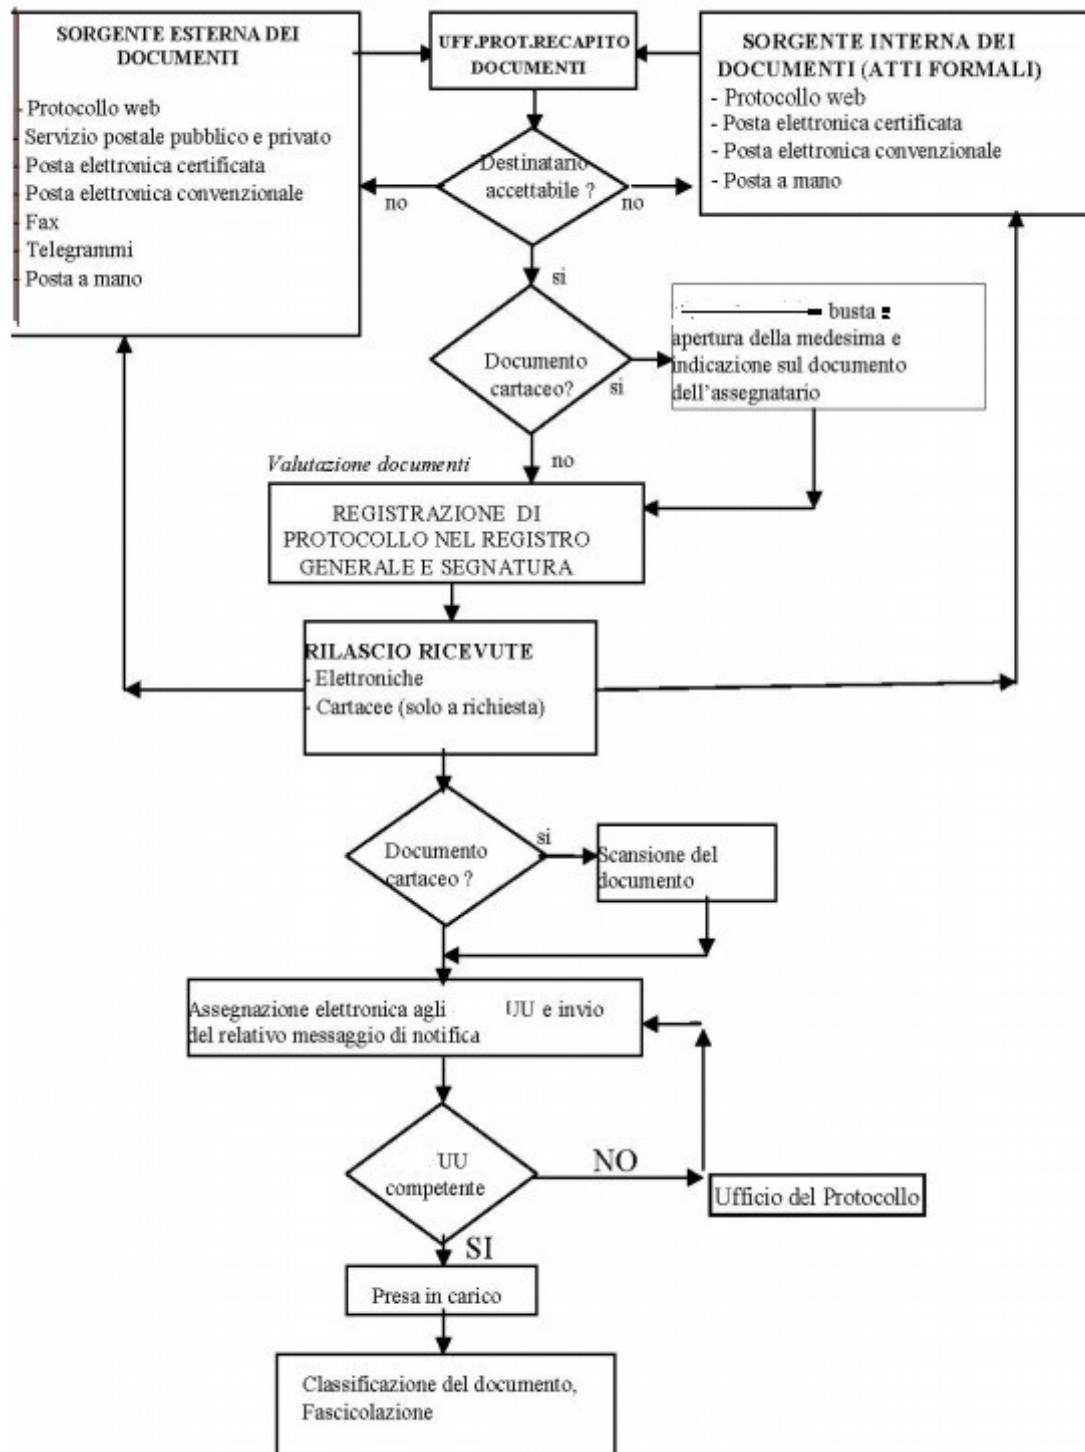 SORGENTE ESTERNA DEI
DOCUMENTI
- Protocollo web
- Servizio postale pubblico e privato
- Posta elettronica certificata
- Posta elettronica convenzionale
- Fax
- Telegrammi
- Posta a mano
UFF.PROT.RECAPITO
DOCUMENTI
SORGENTE INTERNA DEI
DOCUMENTI (ATTI FORMALI)
- Protocollo web
- Posta elettronica certificata
- Posta elettronica convenzionale
- Posta a mano
Destinatario
accettabile ?
no
no
si
Documento
cartaceo?
si
busta
apertura della medesima e
indicazione sul documento
dell’assegnatario
no
Valutazione documenti
REGISTRAZIONE DI
PROTOCOLLO NEL REGISTRO
GENERALE E SEGNATURA
RILASCIO RICEVUTE
- Elettroniche
- Cartacee (solo a richiesta)
Documento
cartaceo ?
si
Scansione del
documento
Assegnazione elettronica agli UU e invio
del relativo messaggio di notifica
UU
competente
NO
Ufficio del Protocollo
SI
Presa in carico
Classificazione del documento,
Fascicolazione